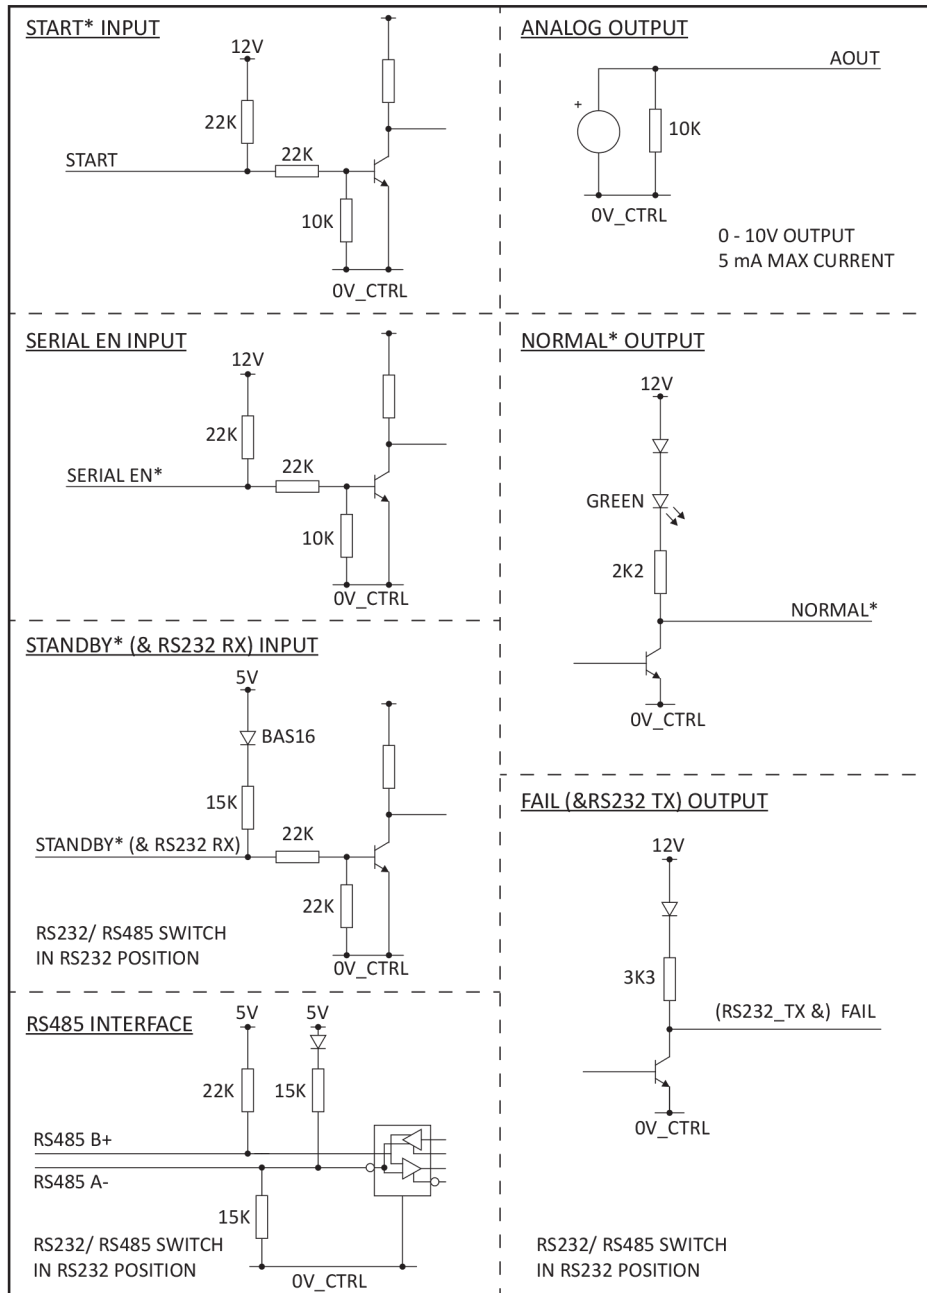 START* INPUT
12V
22K
START
22K
10K
0V_CTRL
SERIAL EN INPUT
12V
22K
SERIAL EN*
22K
10K
0V_CTRL
STANDBY* (& RS232 RX) INPUT
5V
BAS16
15K
STANDBY* (& RS232 RX)
22K
22K
RS232/ RS485 SWITCH
IN RS232 POSITION
0V_CTRL
RS485 INTERFACE
5V
5V
22K
15K
RS485 B+
RS485 A-
15K
RS232/ RS485 SWITCH
IN RS232 POSITION
0V_CTRL
ANALOG OUTPUT
AOUT
+
10K
0V_CTRL
0 - 10V OUTPUT
5 mA MAX CURRENT
NORMAL* OUTPUT
12V
GREEN
2K2
NORMAL*
0V_CTRL
FAIL (&RS232 TX) OUTPUT
12V
3K3
(RS232_TX &) FAIL
0V_CTRL
RS232/ RS485 SWITCH
IN RS232 POSITION